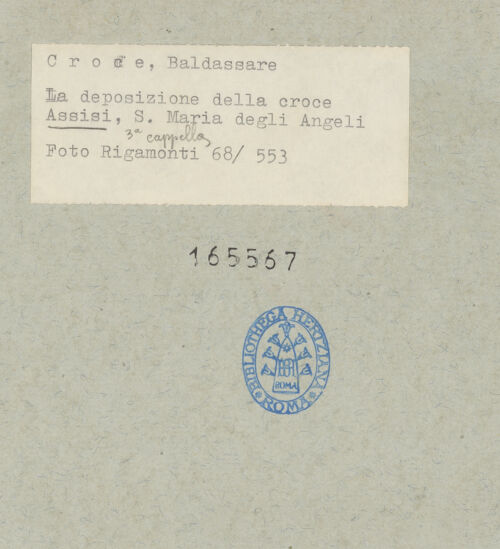 C r o c e, Baldassare
La deposizione della croce
Assisi, S. Maria degli Angeli
3ª cappella
Foto Rigamonti 68/ 553
165567
BIBLIOTHECA HERTZIANA
ROMA
ROMA